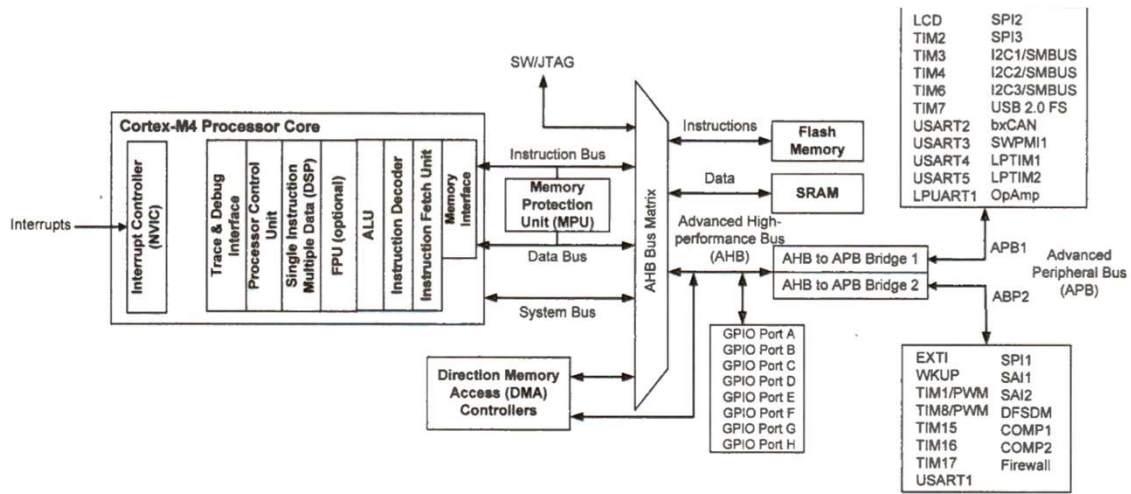 LCD
TIM2
TIM3
TIM4
TIM6
TIM7
USART2
USART3
USART4
USART5
LPUART1
SPI2
SPI3
I2C1/SMBUS
I2C2/SMBUS
I2C3/SMBUS
USB 2.0 FS
bxCAN
SWPMI1
LPTIM1
LPTIM2
OpAmp
SW/JTAG
Cortex-M4 Processor Core
Interrupts
Interrupt Controller
(NVIC)
Trace & Debug
Interface
Processor Control
Unit
Single Instruction
Multiple Data (DSP)
FPU (optional)
ALU
Instruction Decoder
Instruction Fetch Unit
Memory
Interface
Instruction Bus
Memory
Protection
Unit (MPU)
Data Bus
System Bus
AHB Bus Matrix
Instructions
Flash
Memory
Data
SRAM
Advanced High-
performance Bus
(AHB)
AHB to APB Bridge 1
AHB to APB Bridge 2
APB1
ABP2
Advanced
Peripheral Bus
(APB)
Direction Memory
Access (DMA)
Controllers
GPIO Port A
GPIO Port B
GPIO Port C
GPIO Port D
GPIO Port E
GPIO Port F
GPIO Port G
GPIO Port H
EXTI
WKUP
TIM1/PWM
TIM8/PWM
TIM15
TIM16
TIM17
USART1
SPI1
SAI1
SAI2
DFSDM
COMP1
COMP2
Firewall